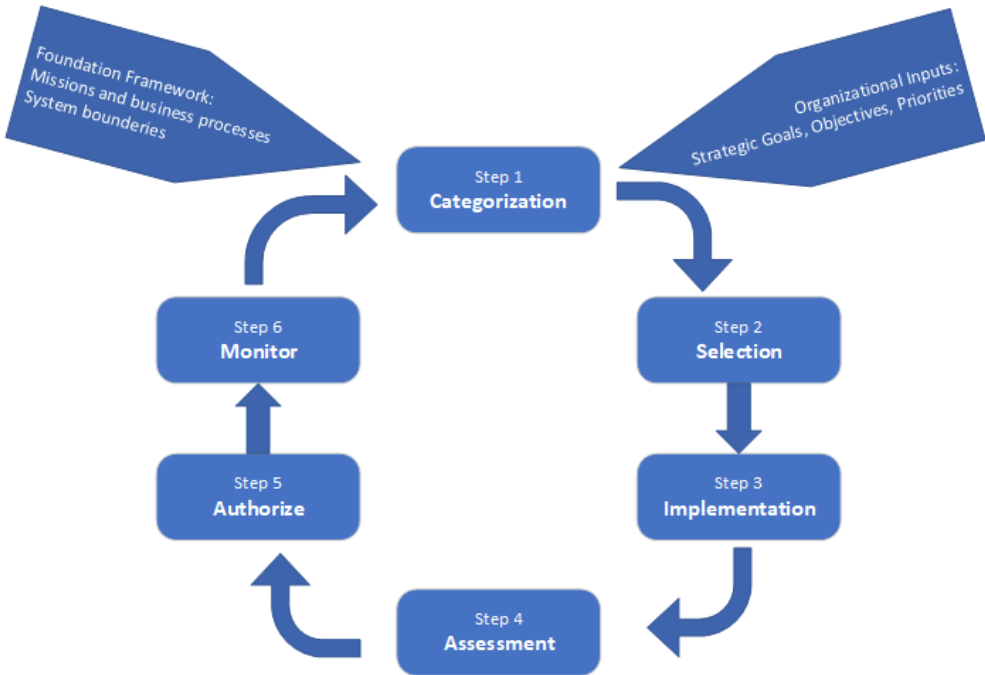 Foundation Framework:
Missions and business processes
System bounderies
Organizational Inputs:
Strategic Goals, Objectives, Priorities
Step 1
Categorization
Step 2
Selection
Step 3
Implementation
Step 4
Assessment
Step 5
Authorize
Step 6
Monitor